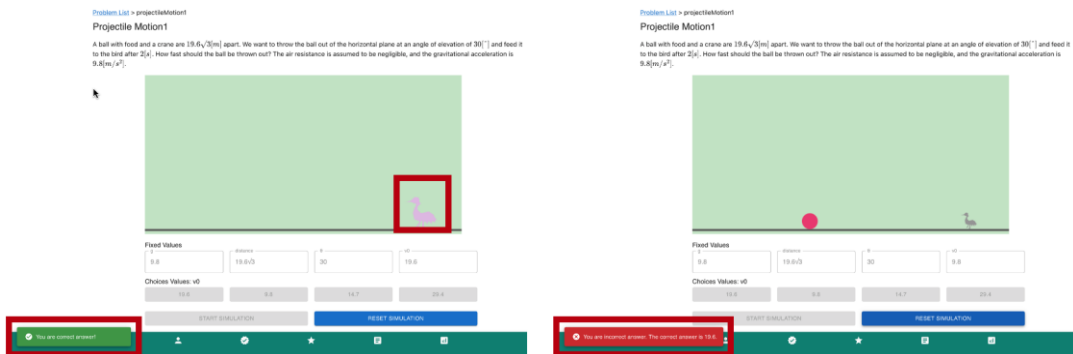 Problem List > projectileMotion1
Projectile Motion1
A ball with food and a crane are 19.6√3[m] apart. We want to throw the ball out of the horizontal plane at an angle of elevation of 30[°] and feed it
to the bird after 2[s]. How fast should the ball be thrown out? The air resistance is assumed to be negligible, and the gravitational acceleration is
9.8[m/s²].
Fixed Values
g
distance
θ
v0
9.8
19.6√3
30
19.6
Choices Values: v0
19.6
9.8
14.7
29.4
START SIMULATION
RESET SIMULATION
You are correct answer!
Problem List > projectileMotion1
Projectile Motion1
A ball with food and a crane are 19.6√3[m] apart. We want to throw the ball out of the horizontal plane at an angle of elevation of 30[°] and feed it
to the bird after 2[s]. How fast should the ball be thrown out? The air resistance is assumed to be negligible, and the gravitational acceleration is
9.8[m/s²].
Fixed Values
g
distance
θ
v0
9.8
19.6√3
30
9.8
Choices Values: v0
19.6
9.8
14.7
29.4
START SIMULATION
RESET SIMULATION
You are incorrect answer. The correct answer is 19.6.